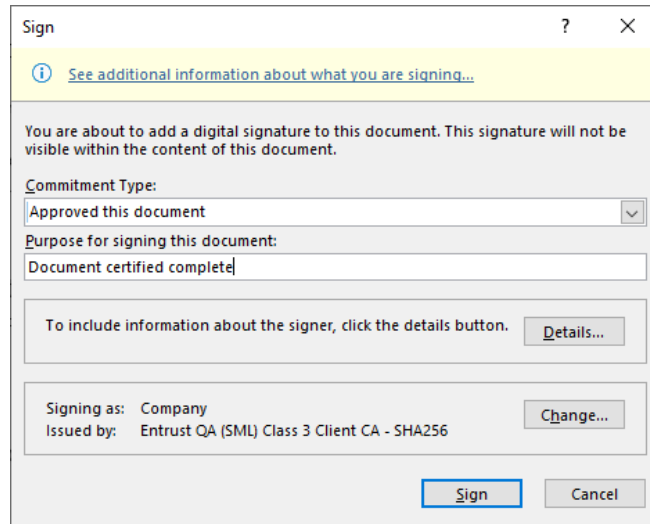 Sign ? X
See additional information about what you are signing...
You are about to add a digital signature to this document. This signature will not be
visible within the content of this document.
Commitment Type:
Approved this document
Purpose for signing this document:
Document certified complete
To include information about the signer, click the details button. Details...
Signing as: Company
Change...
Issued by: Entrust QA (SML) Class 3 Client CA - SHA256
Sign Cancel